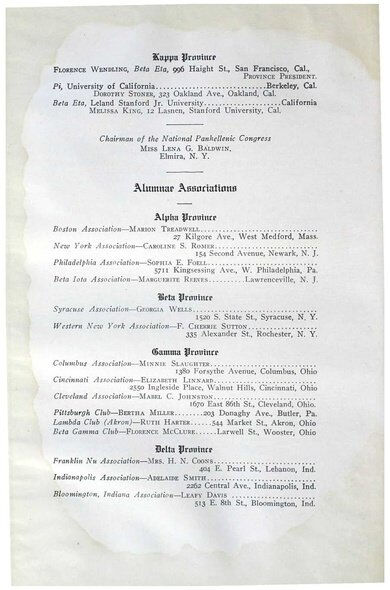 Kappa Province
FLORENCE WENDLING, Beta Eta, 996 Haight St., San Francisco, Cal.,
PROVINCE PRESIDENT.
Pi, University of California..............................Berkeley, Cal.
DOROTHY STONER, 323 Oakland Ave., Oakland, Cal.
Beta Eta, Leland Stanford Jr. University....................California
MELISSA KING, 12 Lasnen, Stanford University, Cal.
Chairman of the National Panhellenic Congress
MISS LENA G. BALDWIN,
Elmira, N. Y.
Alumnae Associations
Alpha Province
Boston Association—MARION TREADWELL..............................
27 Kilgore Ave., West Medford, Mass.
New York Association—CAROLINE S. ROMER..........................
154 Second Avenue, Newark, N. J.
Philadelphia Association—SOPHIA E. FOELL..........................
5711 Kingsessing Ave., W. Philadelphia, Pa.
Beta Iota Association—MARGUERITE REEVES..........Lawrenceville, N. J.
Beta Province
Syracuse Association—GEORGIA WELLS..............................
1520 S. State St., Syracuse, N. Y.
Western New York Association—F. CHERRIE SUTTON..................
335 Alexander St., Rochester, N. Y.
Gamma Province
Columbus Association—MINNIE SLAUGHTER..........................
1380 Forsythe Avenue, Columbus, Ohio
Cincinnati Association—ELIZABETH LINNARD..........................
2550 Ingleside Place, Walnut Hills, Cincinnati, Ohio
Cleveland Association—MABEL C. JOHNSTON..........................
1670 East 86th St., Cleveland, Ohio.
Pittsburgh Club—BERTHA MILLER........203 Donaghy Ave., Butler, Pa.
Lambda Club (Akron)—RUTH HARTER......544 Market St., Akron, Ohio
Beta Gamma Club—FLORENCE MCCLURE......Larwell St., Wooster, Ohio
Delta Province
Franklin Nu Association—MRS. H. N. COONS..........................
404 E. Pearl St., Lebanon, Ind.
Indianapolis Association—ADELAIDE SMITH..........................
2262 Central Ave., Indianapolis, Ind.
Bloomington, Indiana Association—LEAFY DAVIS ......................
513 E. 8th St., Bloomington, Ind.